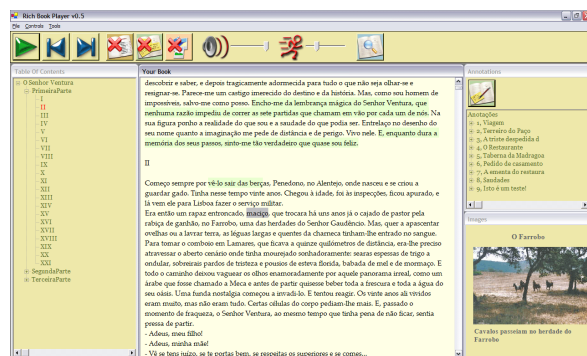 Rich Book Player v0.5
File Controls Tools
Table Of Contents
O Senhor Ventura
PrimeiraParte
I
II
III
IV
V
VI
VII
VIII
IX
X
XI
XII
XIII
XIV
XV
XVI
XVII
XVIII
XIX
XX
XXI
SegundaParte
TerceiraParte
Your Book
descobrir e saber, e depois tragicamente adormecida para tudo o que não seja olhar-se e
resignar-se. Parece-me um castigo imerecido do destino e da história. Mas, como sou homem de
impossíveis, salvo-me como posso. Encho-me da lembrança mágica do Senhor Ventura, que
nenhuma razão impediu de correr as sete partidas que chamam em vão por cada um de nós. Na
sua figura ponho a realidade do que sou e a saudade do que podia ser. Entrelaço no desenho do
seu nome quanto a imaginação me pede de distância e de perigo. Vivo nele. E, enquanto dura a
memória dos seus passos, sinto-me tão verdadeiro que quase sou feliz.
II
Começo sempre por vê-lo sair das berças, Penedono, no Alentejo, onde nasceu e se criou a
guardar gado. Tinha nesse tempo vinte anos. Chegou à idade, foi às inspecções, ficou apurado, e
lá vem ele para Lisboa fazer o serviço militar.
Era então um rapaz entroncado, maciço, que trocara há uns anos já o cajado de pastor pela
rabiça de ganhão, no Farrobo, uma das herdades do Senhor Gaudêncio. Mas, quer a apascentar
ovelhas ou a lavrar terra, as léguas largas e quentes da charneca tinham-lhe entrado no sangue.
Para tomar o comboio em Lamares, que ficava a quinze quilómetros de distância, era-lhe preciso
atravessar o aberto cenário onde tinha mourejado sonhadoramente: searas espessas de trigo a
ondular, sobreirais pardos de tristeza e pousios de esteva florida, babada de mel e de mormaço. E
todo o caminho deixou vaguear os olhos enamoradamente por aquele panorama irreal, como um
árabe que fosse chamado a Meca e antes de partir quisesse beber toda a frescura e toda a água do
seu oásis. Uma funda nostalgia começou a invadi-lo. E tentou reagir. Os vinte anos ali vividos
eram muito, mas não eram tudo. Certas células do corpo pediam-lhe mais. E, passado o
momento de fraqueza, o Senhor Ventura, ao mesmo tempo que tinha pena de não ficar, sentia
pressa de partir.
- Adeus, meu filho!
- Adeus, minha mãe!
- Vê se tens juízo, se te portas bem, se respeitas os superiores e se comes...
Annotations
Anotações
1, Viagem
2, Terreiro do Paço
3, A triste despedida d
4, O Restaurante
5, Taberna da Madragoa
6, Pedido de casamento
7, A ementa do restaura
8, Saudades
9, Isto é um teste!
Images
O Farrobo
Cavalos passeiam no herdade do
Farrobo